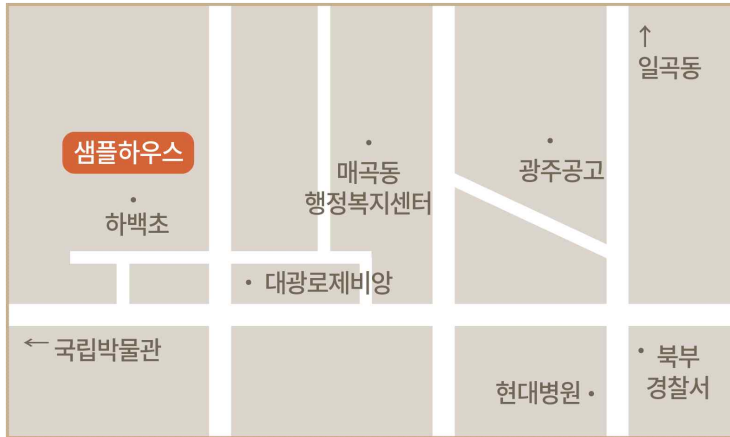 ↑
일곡동
샘플하우스
하백초
매곡동
행정복지센터
광주공고
대광로제비앙
← 국립박물관
현대병원
북부
경찰서